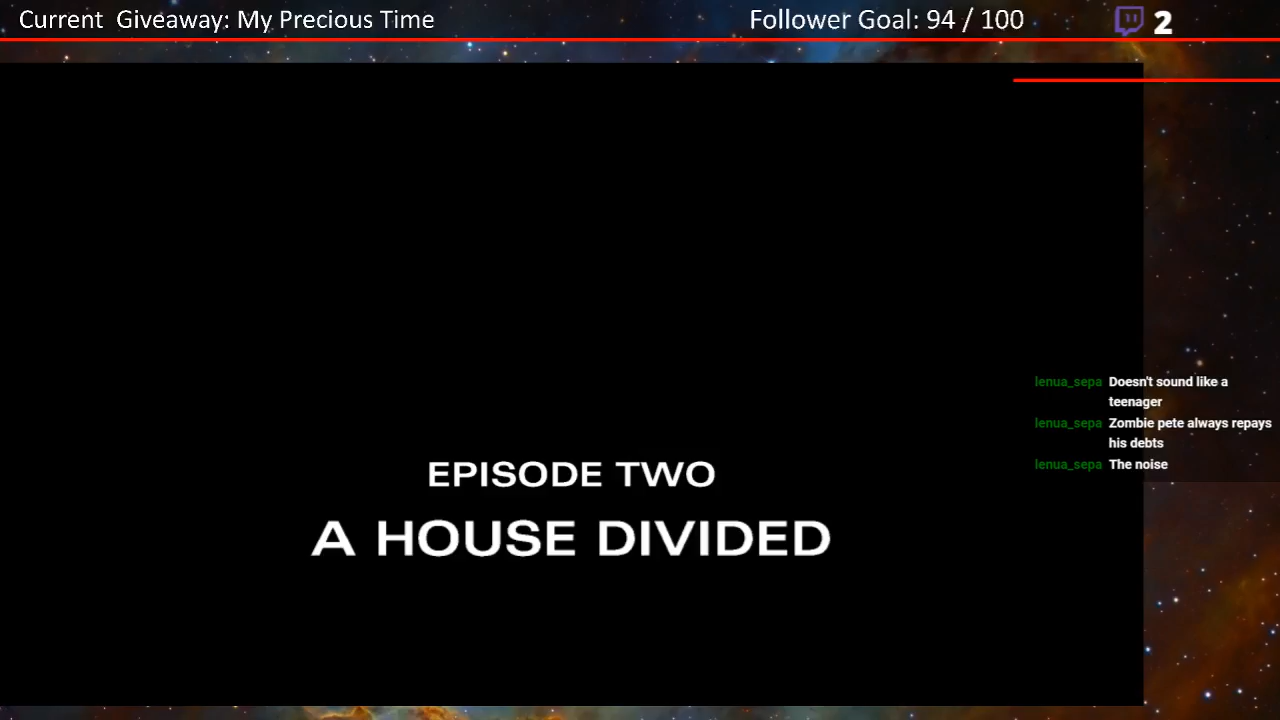 Current  Giveaway: My Precious Time
Follower Goal: 94 / 100
2
lenua_sepa Doesn't sound like a
teenager
lenua_sepa Zombie pete always repays
his debts
lenua_sepa The noise
EPISODE TWO
A HOUSE DIVIDED